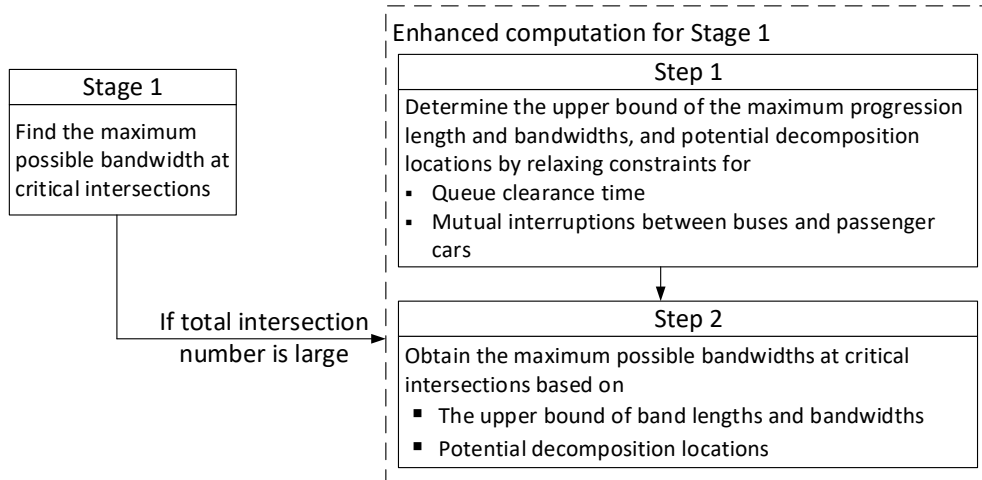 Stage 1
Find the maximum
possible bandwidth at
critical intersections
If total intersection
number is large
Enhanced computation for Stage 1
Step 1
Determine the upper bound of the maximum progression
length and bandwidths, and potential decomposition
locations by relaxing constraints for
▪ Queue clearance time
▪ Mutual interruptions between buses and passenger
cars
Step 2
Obtain the maximum possible bandwidths at critical
intersections based on
▪ The upper bound of band lengths and bandwidths
▪ Potential decomposition locations